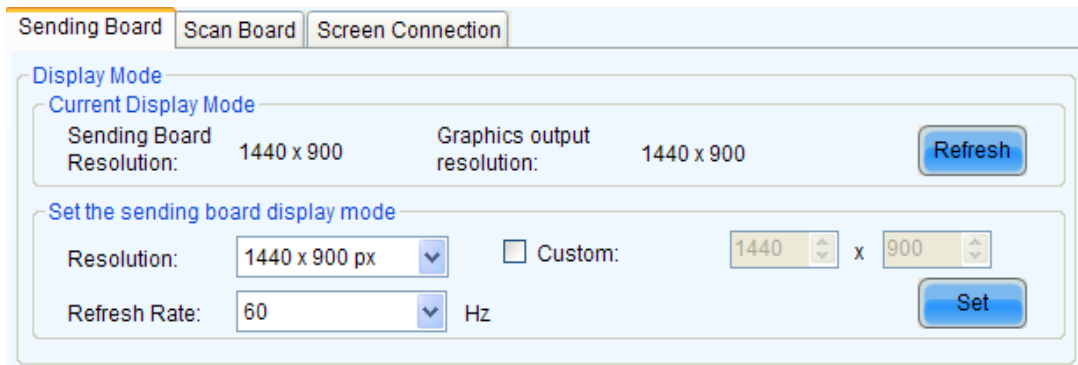 Sending Board Scan Board Screen Connection
Display Mode
Current Display Mode
Sending Board Resolution: 1440 x 900 Graphics output resolution: 1440 x 900 Refresh
Set the sending board display mode
Resolution: 1440 x 900 px Custom: 1440 x 900
Refresh Rate: 60 Hz Set